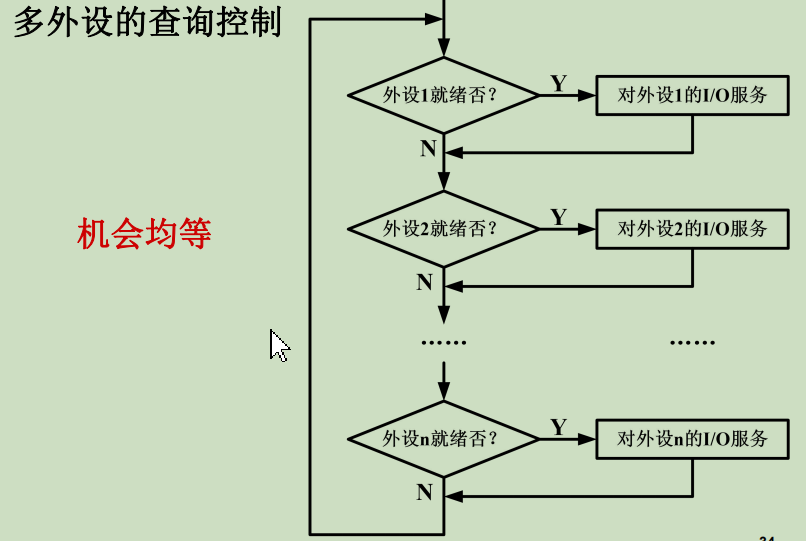 多外设的查询控制
外设1就绪否？
Y
对外设1的I/O服务
N
机会均等
外设2就绪否？
Y
对外设2的I/O服务
N
……
……
外设n就绪否？
Y
对外设n的I/O服务
N